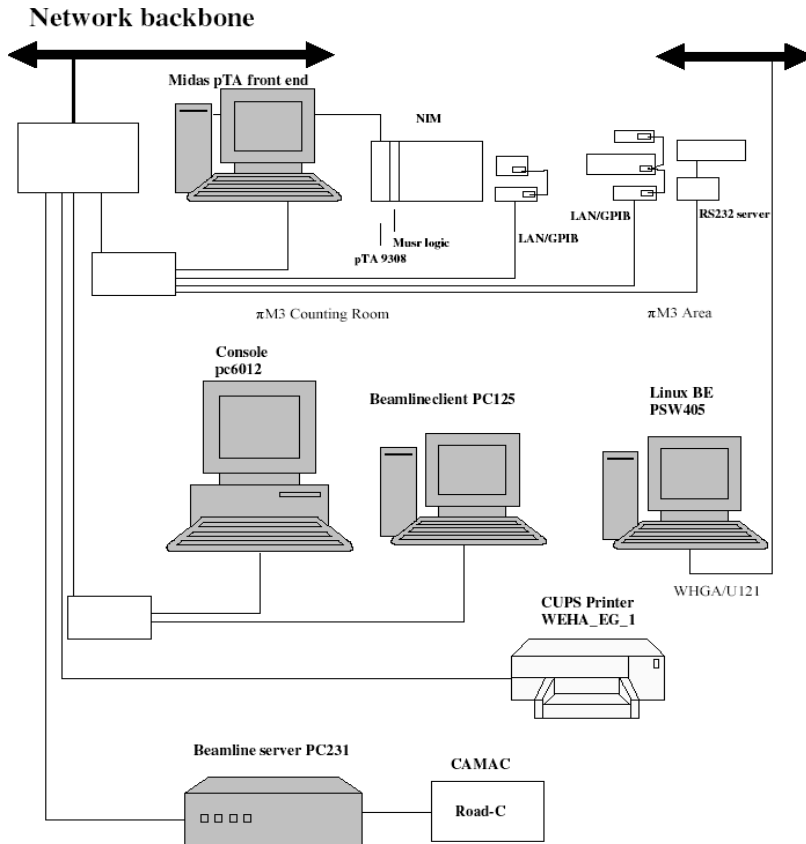 Network backbone
Midas pTA front end
NIM
LAN/GPIB
RS232 server
Musr logic
LAN/GPIB
pTA 9308
πM3 Counting Room
πM3 Area
Console
pc6012
Beamlineclient PC125
Linux BE
PSW405
WHGA/U121
CUPS Printer
WEHA_EG_1
Beamline server PC231
CAMAC
Road-C